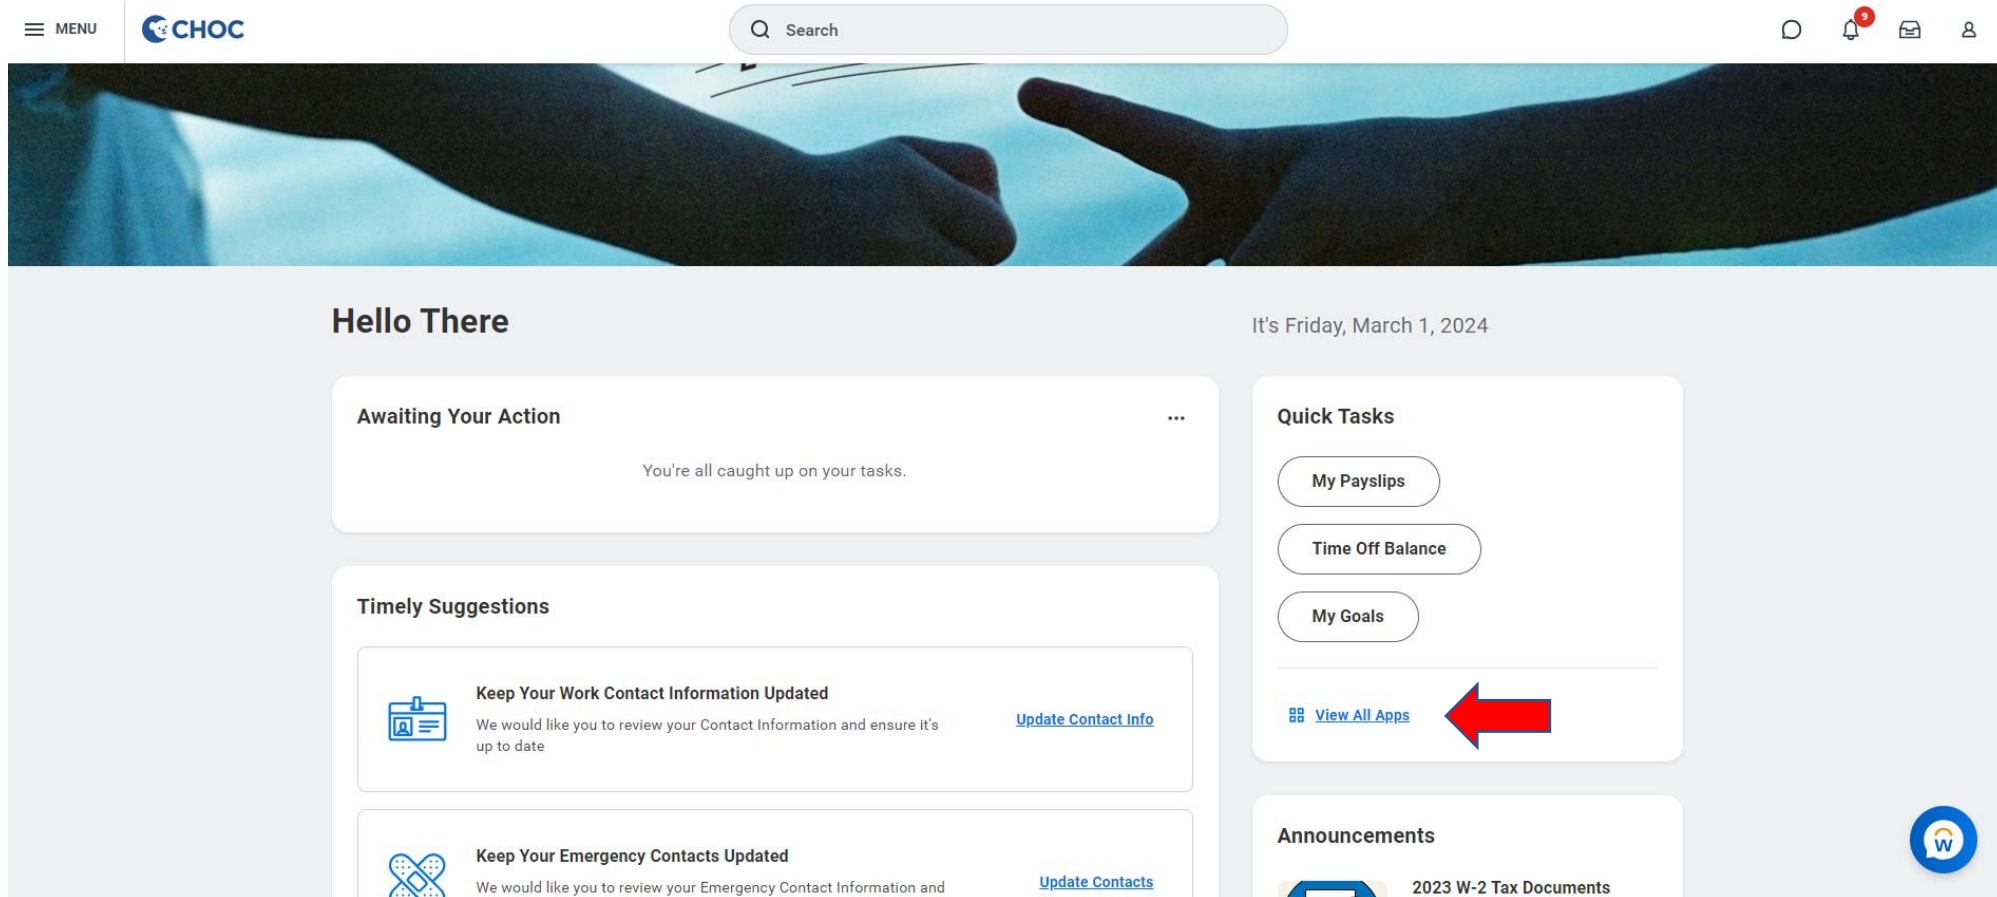 MENU
CHOC
Search
9
Hello There
It's Friday, March 1, 2024
Awaiting Your Action
You're all caught up on your tasks.
Timely Suggestions
Keep Your Work Contact Information Updated
We would like you to review your Contact Information and ensure it's
up to date
Update Contact Info
Keep Your Emergency Contacts Updated
We would like you to review your Emergency Contact Information and
Update Contacts
Quick Tasks
My Payslips
Time Off Balance
My Goals
View All Apps
Announcements
2023 W-2 Tax Documents
W